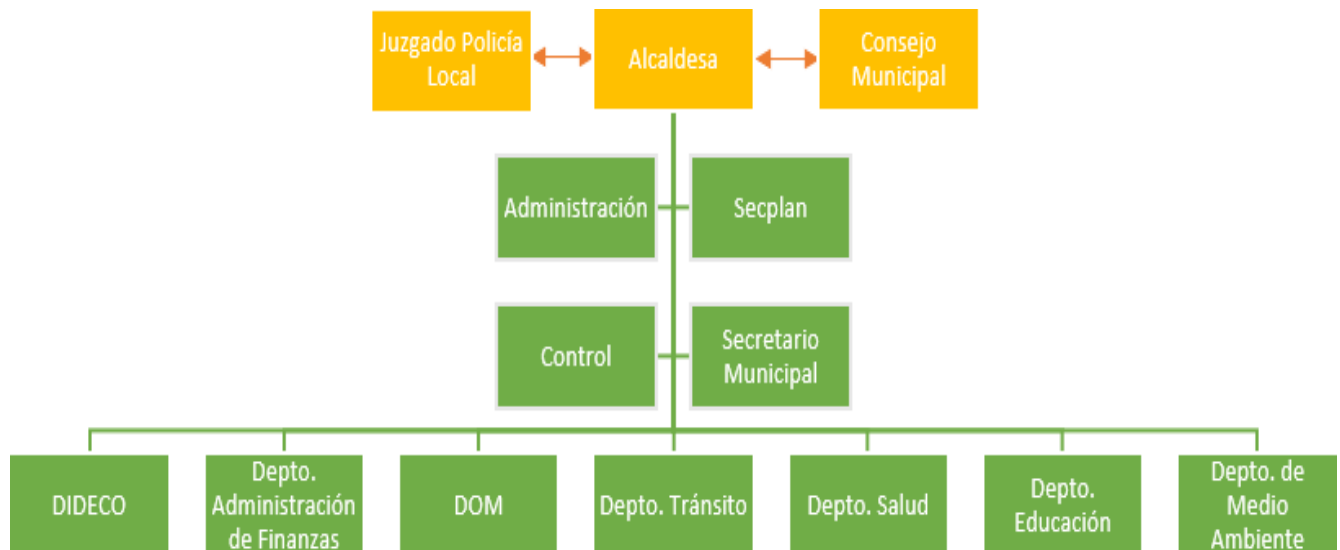 Juzgado Policía
Local
Alcaldesa
Consejo
Municipal
Administración
Secplan
Control
Secretario
Municipal
DIDECO
Depto.
Administración
de Finanzas
DOM
Depto. Tránsito
Depto. Salud
Depto.
Educación
Depto. de
Medio
Ambiente